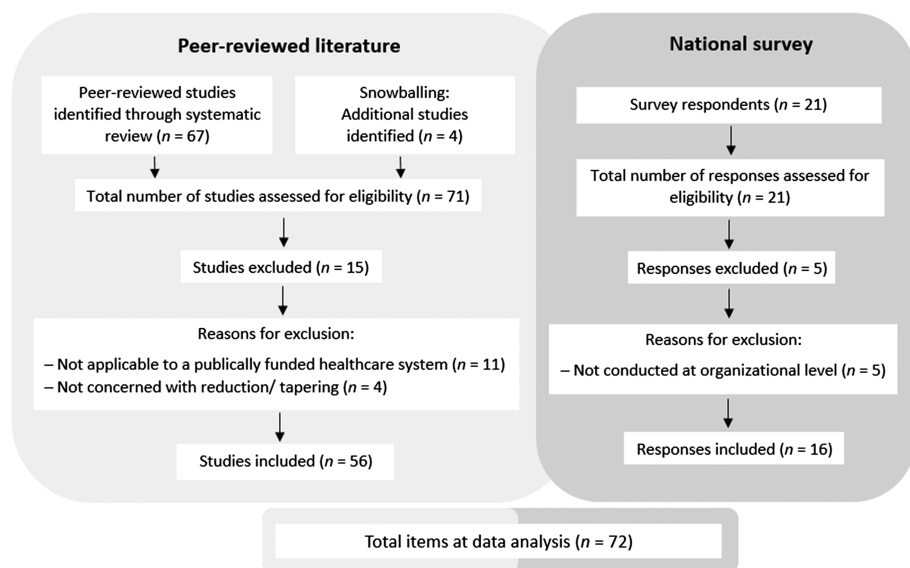 Peer-reviewed literature
Peer-reviewed studies
identified through systematic
review (n = 67)
Snowballing:
Additional studies
identified (n = 4)
Total number of studies assessed for eligibility (n = 71)
Studies excluded (n = 15)
Reasons for exclusion:
– Not applicable to a publically funded healthcare system (n = 11)
– Not concerned with reduction/ tapering (n = 4)
Studies included (n = 56)
National survey
Survey respondents (n = 21)
Total number of responses assessed for
eligibility (n = 21)
Responses excluded (n = 5)
Reasons for exclusion:
– Not conducted at organizational level (n = 5)
Responses included (n = 16)
Total items at data analysis (n = 72)